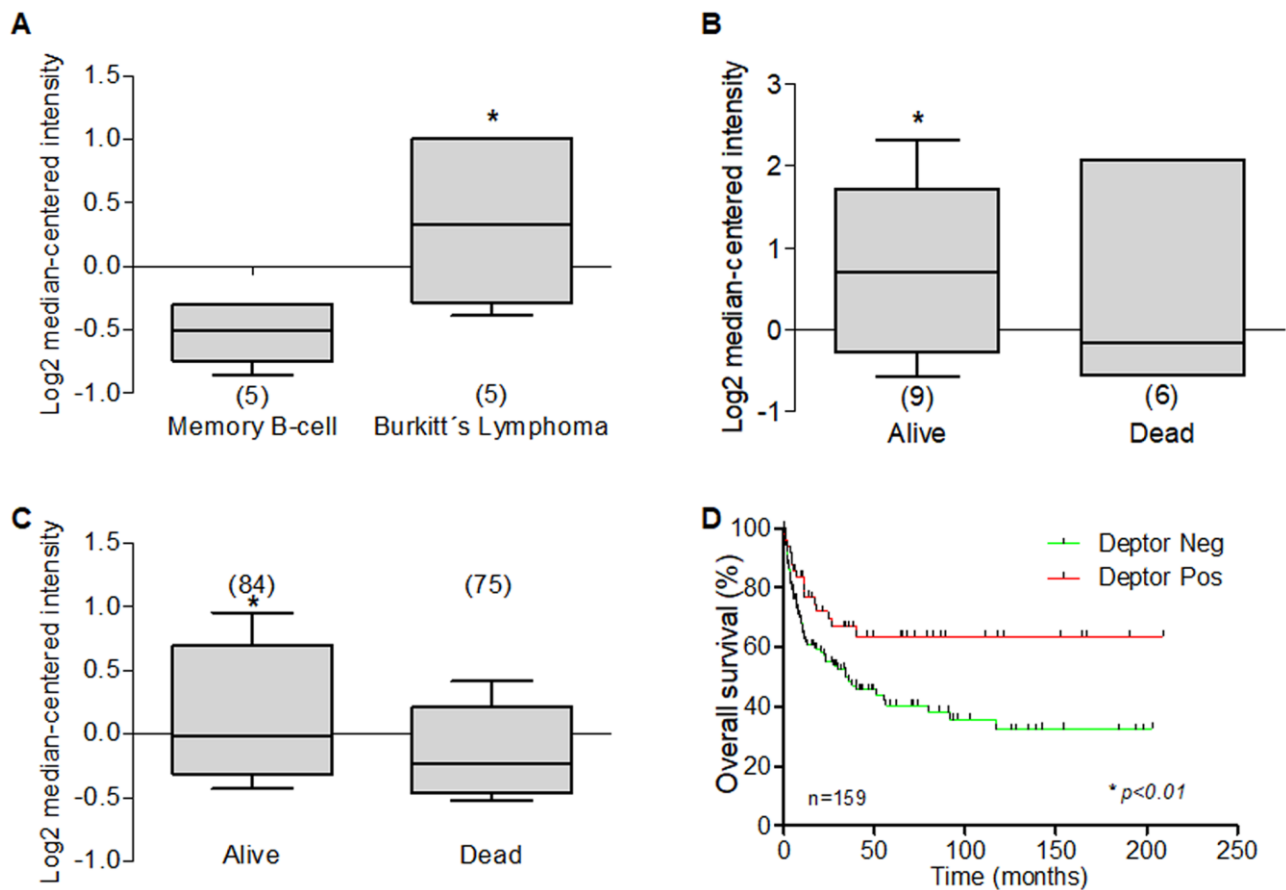 A
Log2 median-centered intensity
1.5
1.0
0.5
0.0
-0.5
-1.0
*
(5)
(5)
Memory B-cell
Burkitt´s Lymphoma
B
Log2 median-centered intensity
3
2
1
0
-1
*
(9)
(6)
Alive
Dead
C
Log2 median-centered intensity
1.5
1.0
0.5
0.0
-0.5
-1.0
(84)
(75)
*
Alive
Dead
D
Overall survival (%)
100
80
60
40
20
0
Deptor Neg
Deptor Pos
n=159
* p<0.01
0
50
100
150
200
250
Time (months)